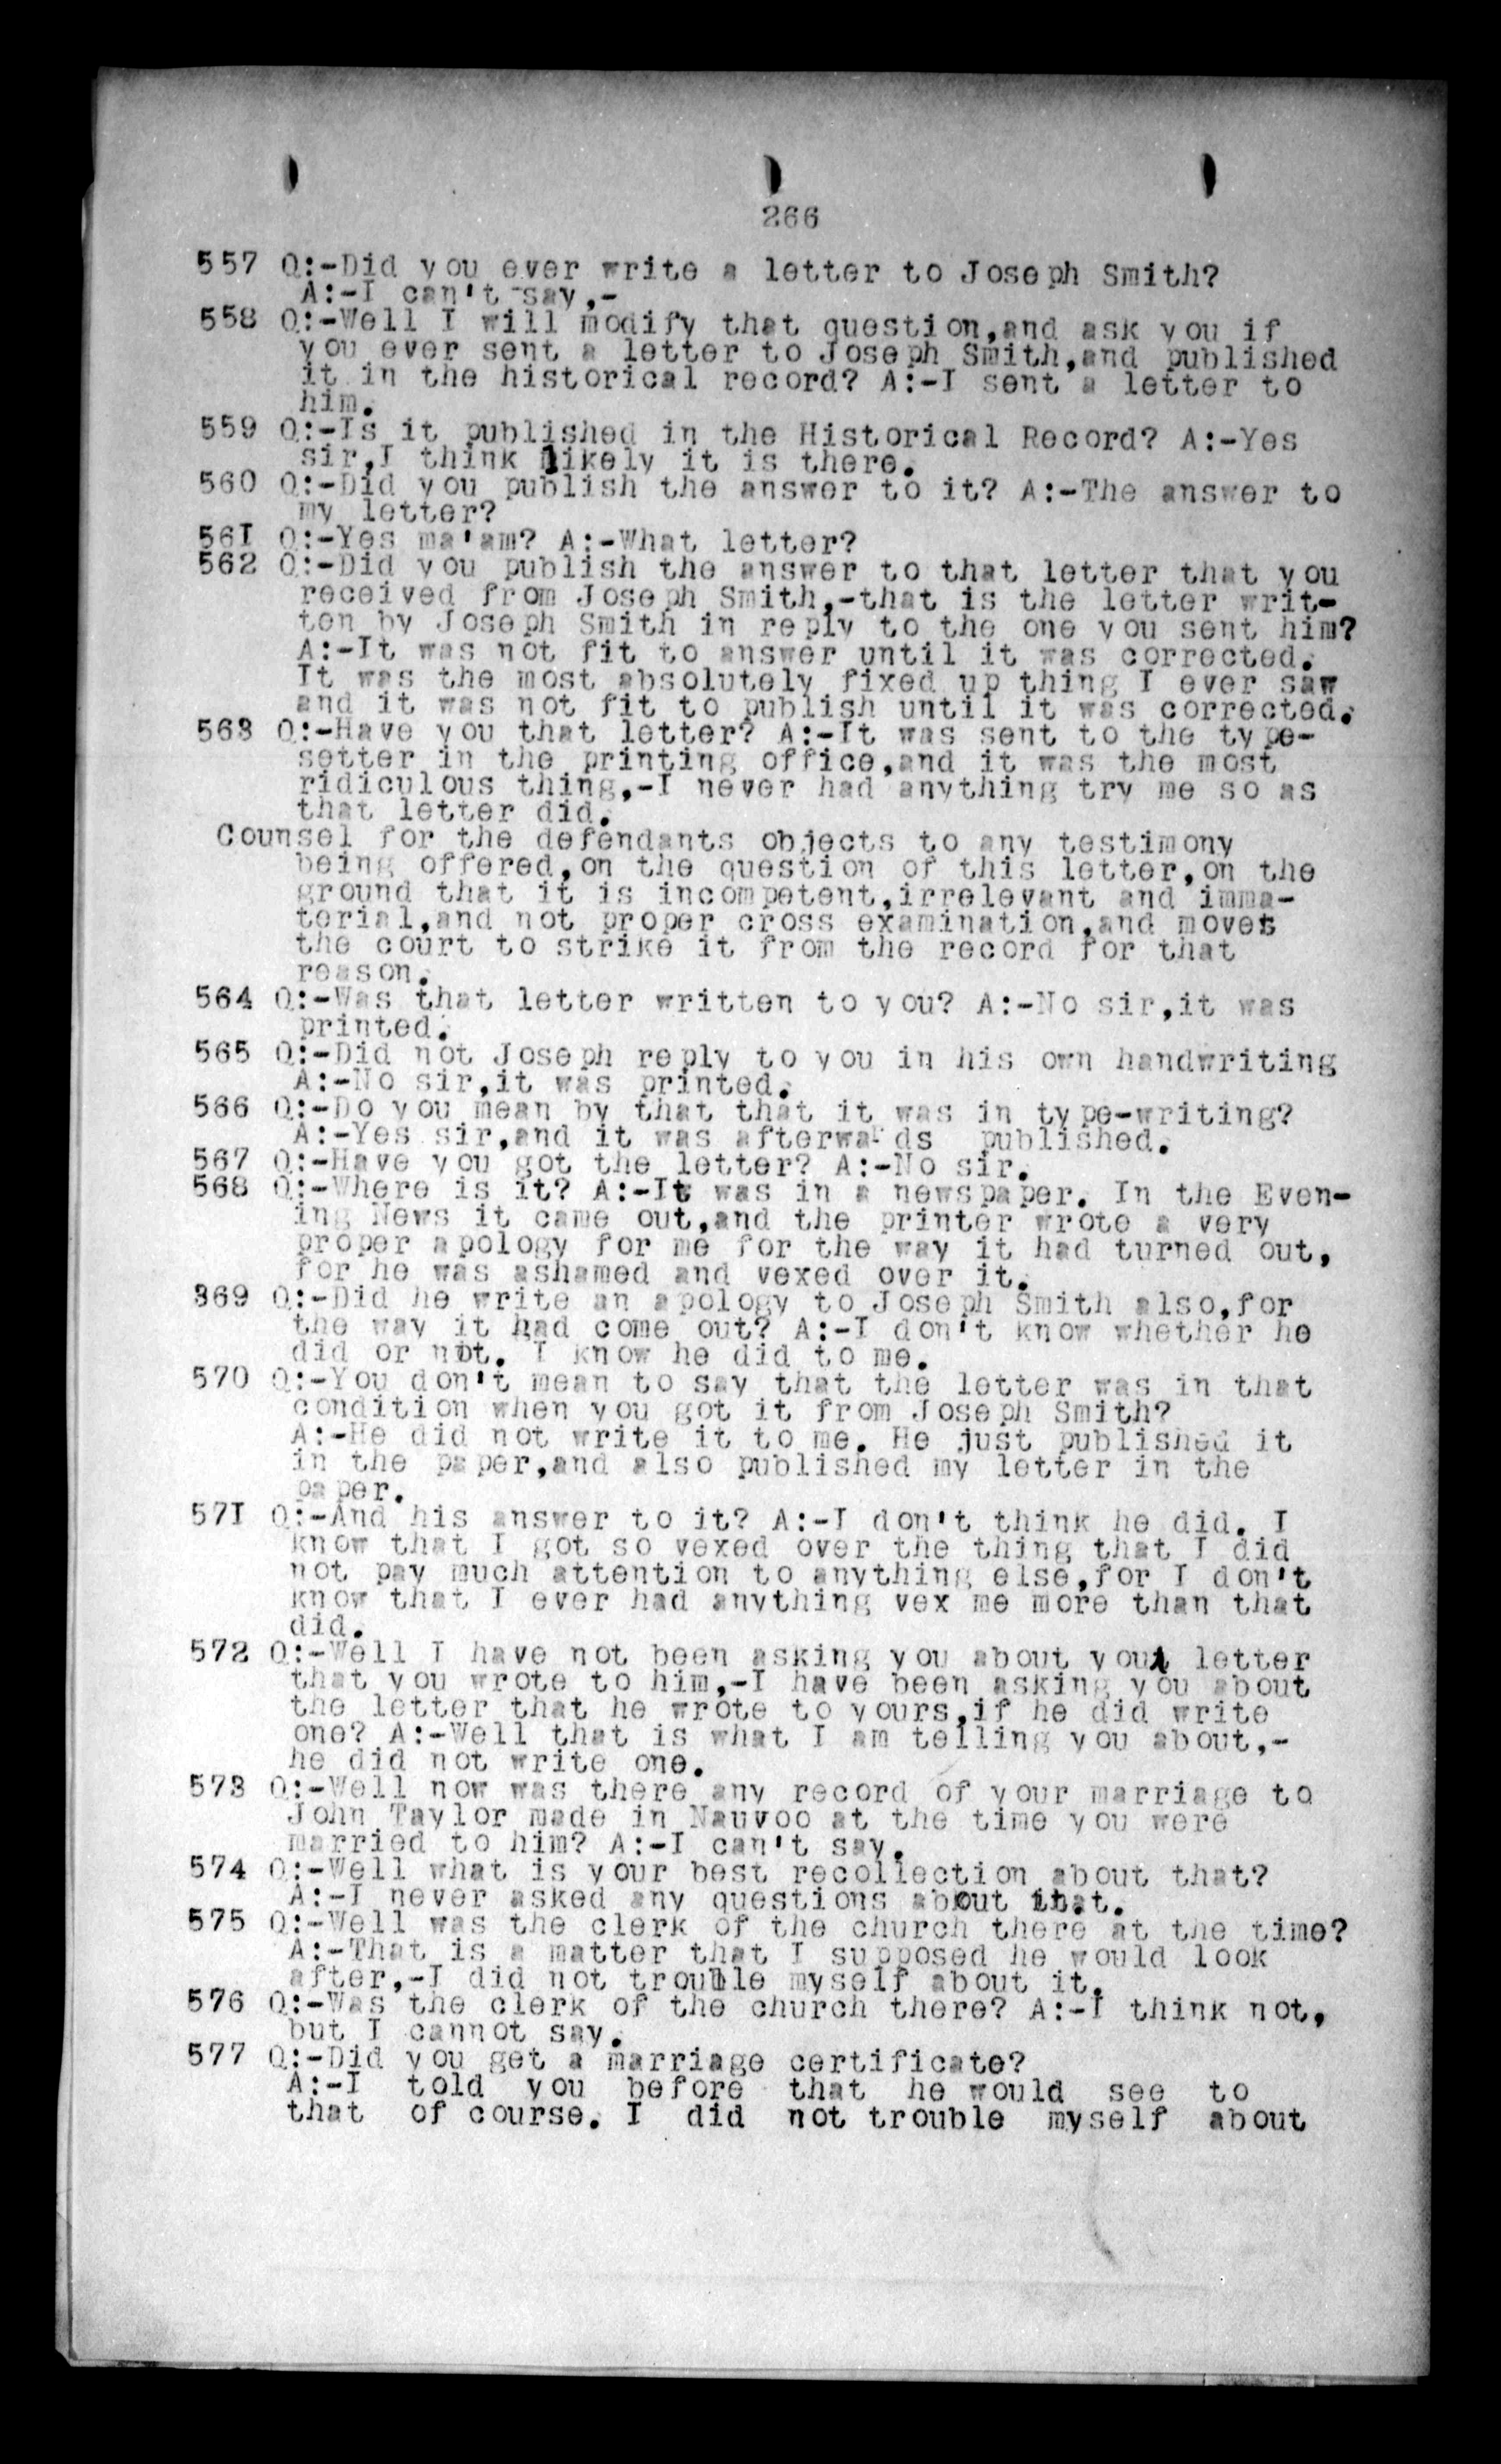 266
557 Q:-Did you ever write a letter to Joseph Smith?
A:-I can't say,-
558 Q:-Well I will modify that question,and ask you if
you ever sent a letter to Joseph Smith,and published
it in the historical record? A:-I sent a letter to
him.
559 Q:-Is it published in the Historical Record? A:-Yes
sir,I think likely it is there.
560 Q:-Did you publish the answer to it? A:-The answer to
my letter?
561 Q:-Yes ma'am? A:-What letter?
562 Q:-Did you publish the answer to that letter that you
received from Joseph Smith,-that is the letter writ-
ten by Joseph Smith in reply to the one you sent him?
A:-It was not fit to answer until it was corrected.
It was the most absolutely fixed up thing I ever saw
and it was not fit to publish until it was corrected.
563 Q:-Have you that letter? A:-It was sent to the type-
setter in the printing office,and it was the most
ridiculous thing,-I never had anything try me so as
that letter did.
Counsel for the defendants objects to any testimony
being offered,on the question of this letter,on the
ground that it is incompetent,irrelevant and imma-
terial,and not proper cross examination,and moves
the court to strike it from the record for that
reason.
564 Q:-Was that letter written to you? A:-No sir,it was
printed.
565 Q:-Did not Joseph reply to you in his own handwriting
A:-No sir,it was printed.
566 Q:-Do you mean by that that it was in type-writing?
A:-Yes sir,and it was afterwards published.
567 Q:-Have you got the letter? A:-No sir.
568 Q:-Where is it? A:-It was in a newspaper. In the Even-
ing News it came out,and the printer wrote a very
proper apology for me for the way it had turned out,
for he was ashamed and vexed over it.
369 Q:-Did he write an apology to Joseph Smith also,for
the way it had come out? A:-I don't know whether he
did or not. I know he did to me.
570 Q:-You don't mean to say that the letter was in that
condition when you got it from Joseph Smith?
A:-He did not write it to me. He just published it
in the paper,and also published my letter in the
paper.
571 Q:-And his answer to it? A:-I don't think he did. I
know that I got so vexed over the thing that I did
not pay much attention to anything else,for I don't
know that I ever had anything vex me more than that
did.
572 Q:-Well I have not been asking you about your letter
that you wrote to him,-I have been asking you about
the letter that he wrote to yours,if he did write
one? A:-Well that is what I am telling you about,-
he did not write one.
573 Q:-Well now was there any record of your marriage to
John Taylor made in Nauvoo at the time you were
married to him? A:-I can't say.
574 Q:-Well what is your best recollection about that?
A:-I never asked any questions about that.
575 Q:-Well was the clerk of the church there at the time?
A:-That is a matter that I supposed he would look
after,-I did not trouble myself about it.
576 Q:-Was the clerk of the church there? A:-I think not,
but I cannot say.
577 Q:-Did you get a marriage certificate?
A:-I told you before that he would see to
that of course. I did not trouble myself about